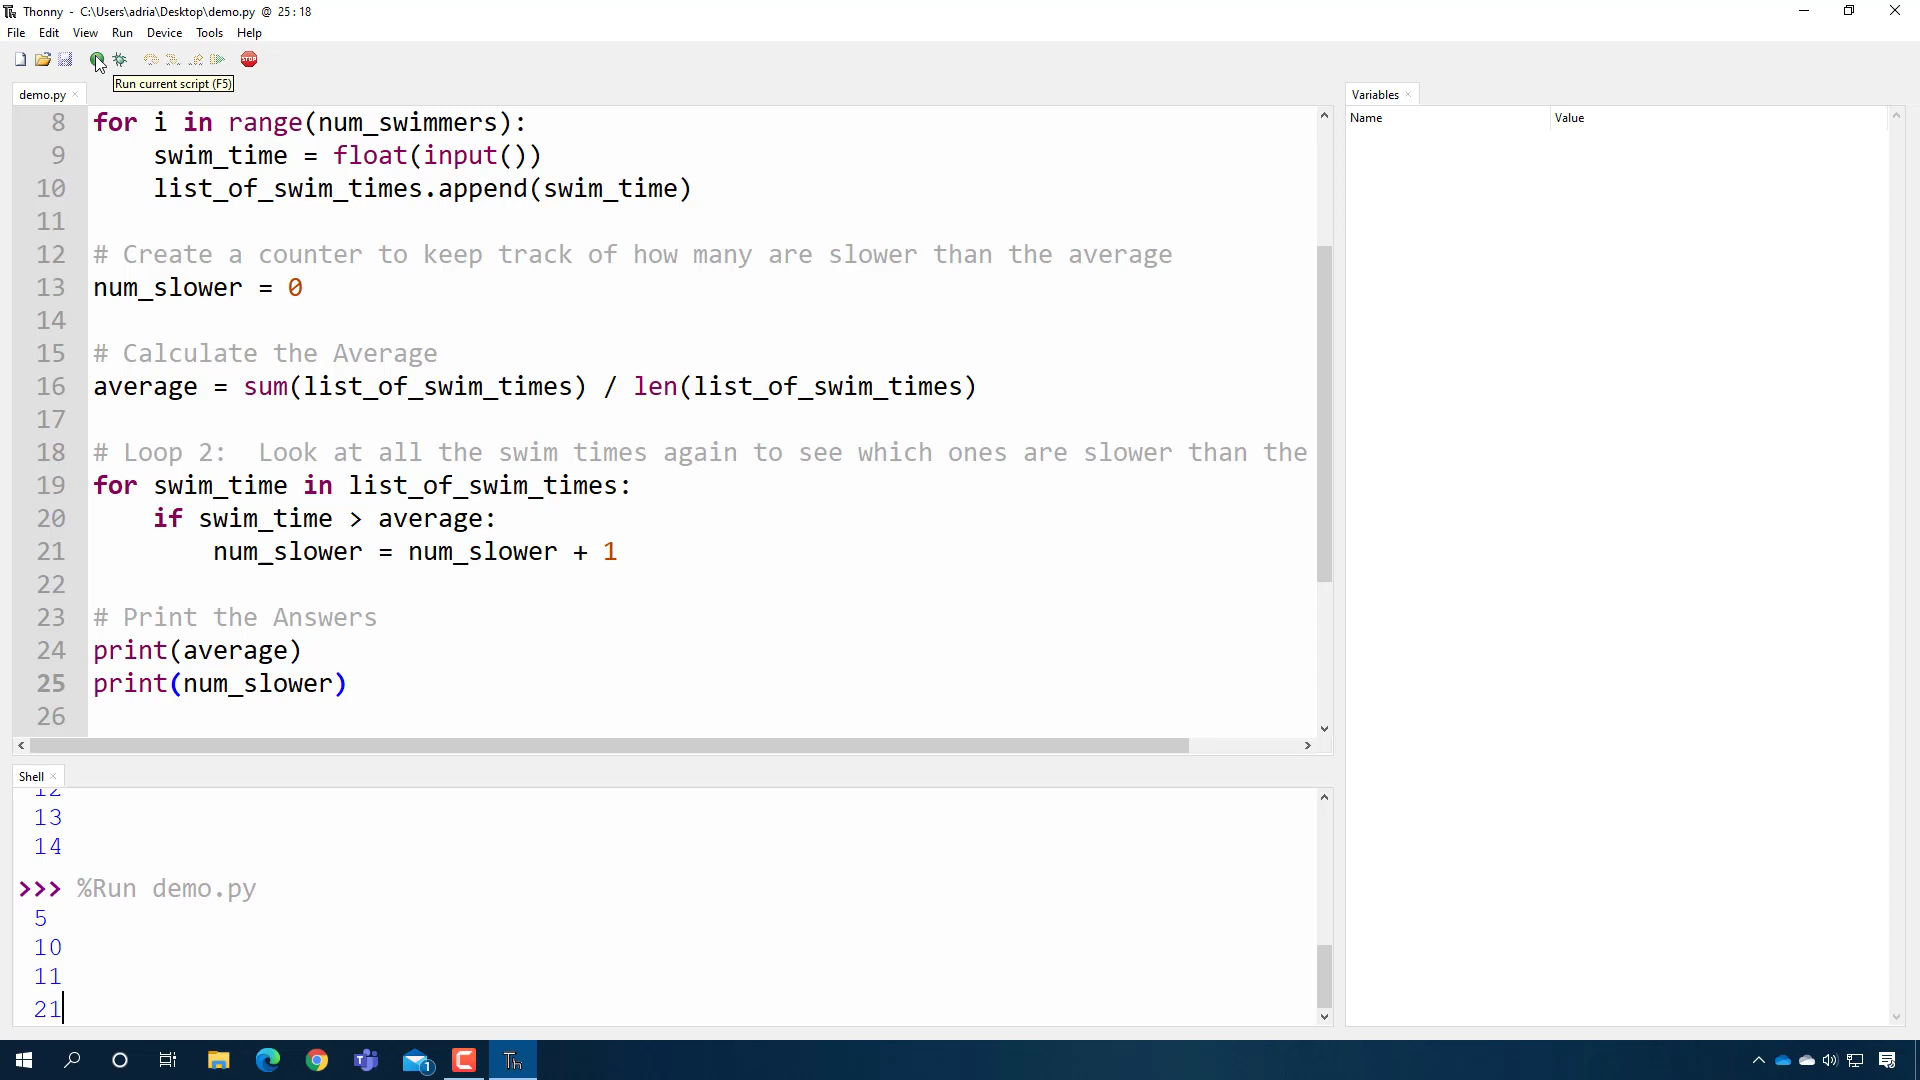 Thonny - C:\Users\adria\Desktop\demo.py @ 25:18
File Edit View Run Device Tools Help
STOP
Run current script (F5)
demo.py
8 for i in range(num_swimmers):
9 swim_time = float(input())
10 list_of_swim_times.append(swim_time)
11
12 # Create a counter to keep track of how many are slower than the average
13 num_slower = 0
14
15 # Calculate the Average
16 average = sum(list_of_swim_times) / len(list_of_swim_times)
17
18 # Loop 2:  Look at all the swim times again to see which ones are slower than the
19 for swim_time in list_of_swim_times:
20 if swim_time > average:
21 num_slower = num_slower + 1
22
23 # Print the Answers
24 print(average)
25 print(num_slower)
26
Variables
Name Value
Shell
12
13
14
>>> %Run demo.py
5
10
11
21
1
Th